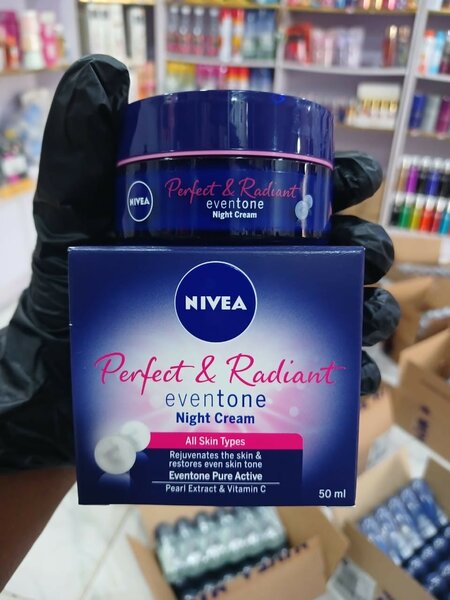 NIVEA
Perfect & Radiant
eventone
Night Cream
NIVEA
Perfect & Radiant
eventone
Night Cream
All Skin Types
Rejuvenates the skin &
restores even skin tone
Eventone Pure Active
Pearl Extract & Vitamin C
50 ml